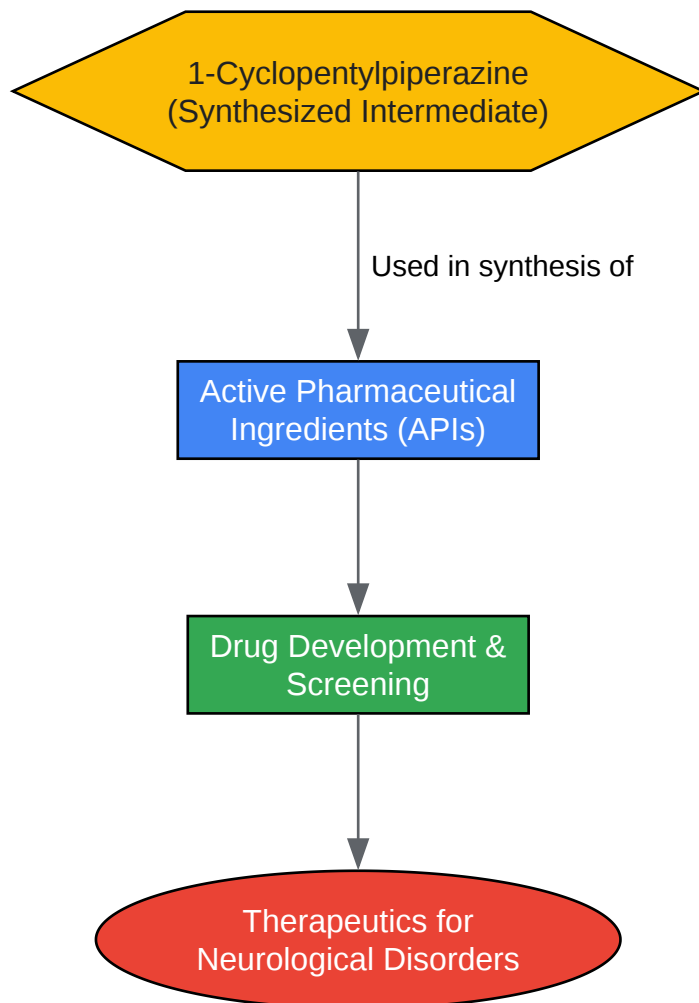 1-Cyclopentylpiperazine
(Synthesized Intermediate)
Used in synthesis of
Active Pharmaceutical
Ingredients (APIs)
Drug Development &
Screening
Therapeutics for
Neurological Disorders